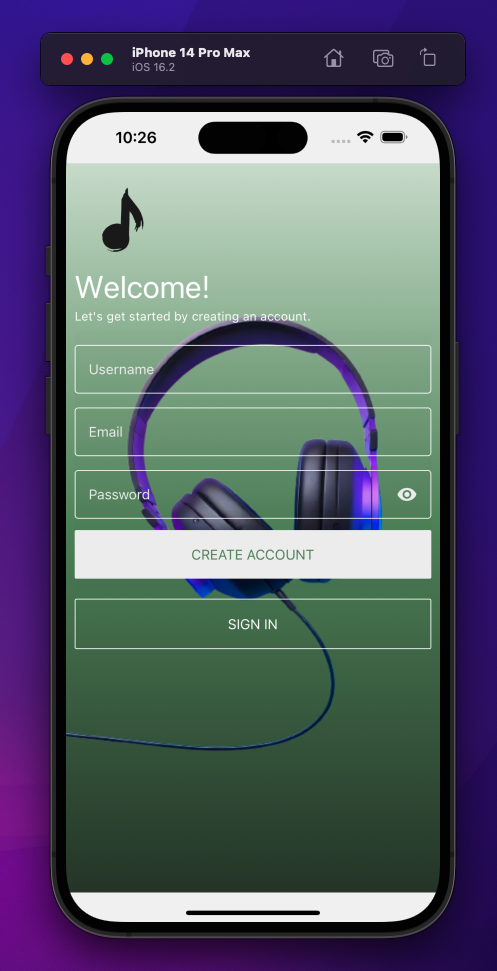 iPhone 14 Pro Max
iOS 16.2
10:26
Welcome!
Let's get started by creating an account.
Username
Email
Password
CREATE ACCOUNT
SIGN IN